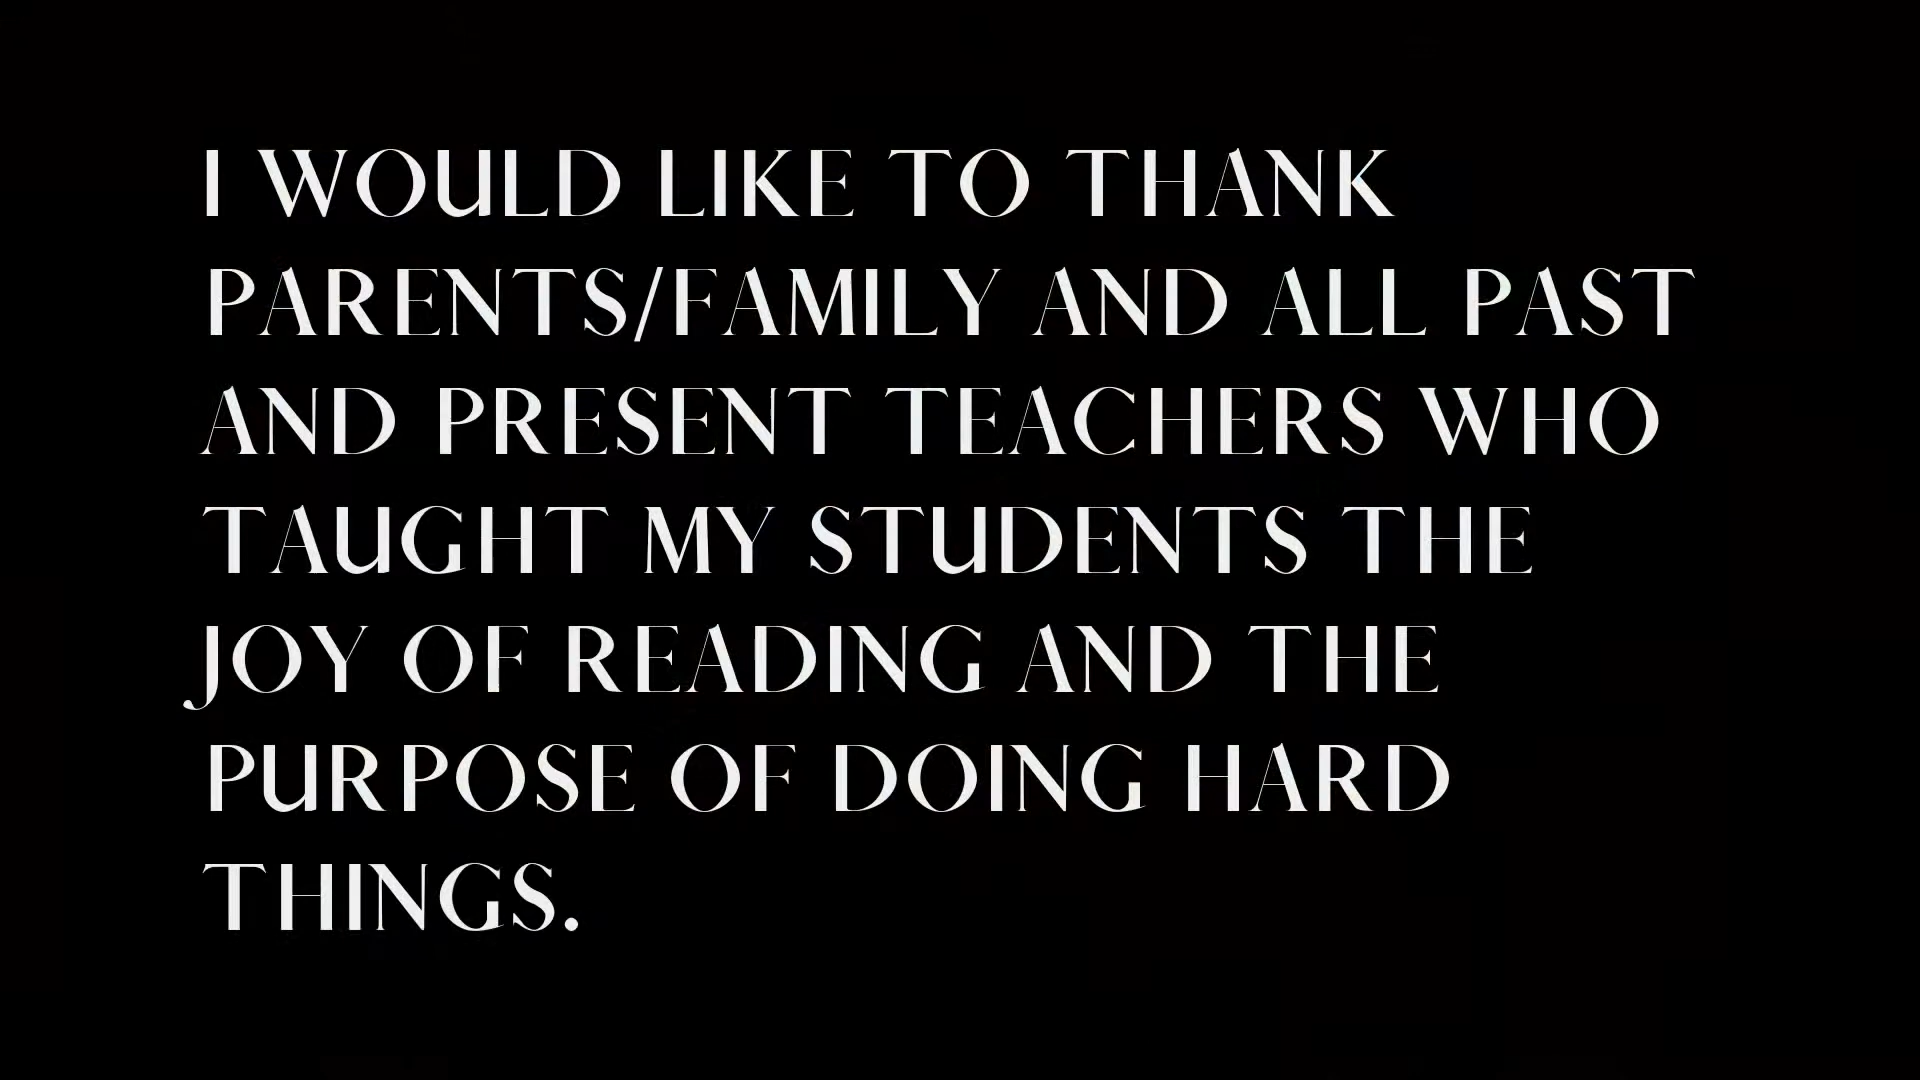 I WOULD LIKE TO THANK
PARENTS/FAMILY AND ALL PAST
AND PRESENT TEACHERS WHO
TAUGHT MY STUDENTS THE
JOY OF READING AND THE
PURPOSE OF DOING HARD
THINGS.